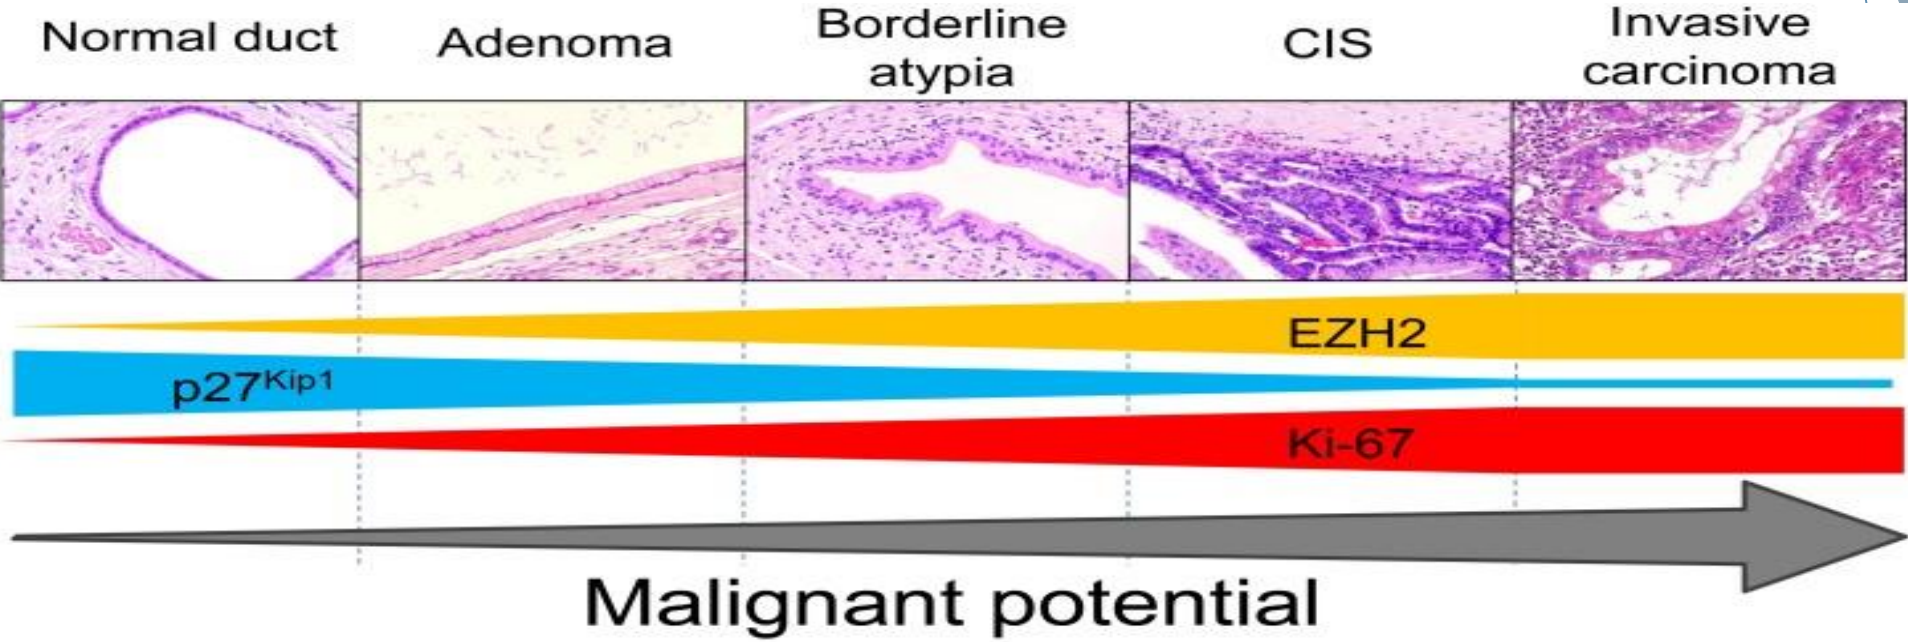 Normal duct
Adenoma
Borderline
atypia
CIS
Invasive
carcinoma
EZH2
p27Kip1
Ki-67
Malignant potential